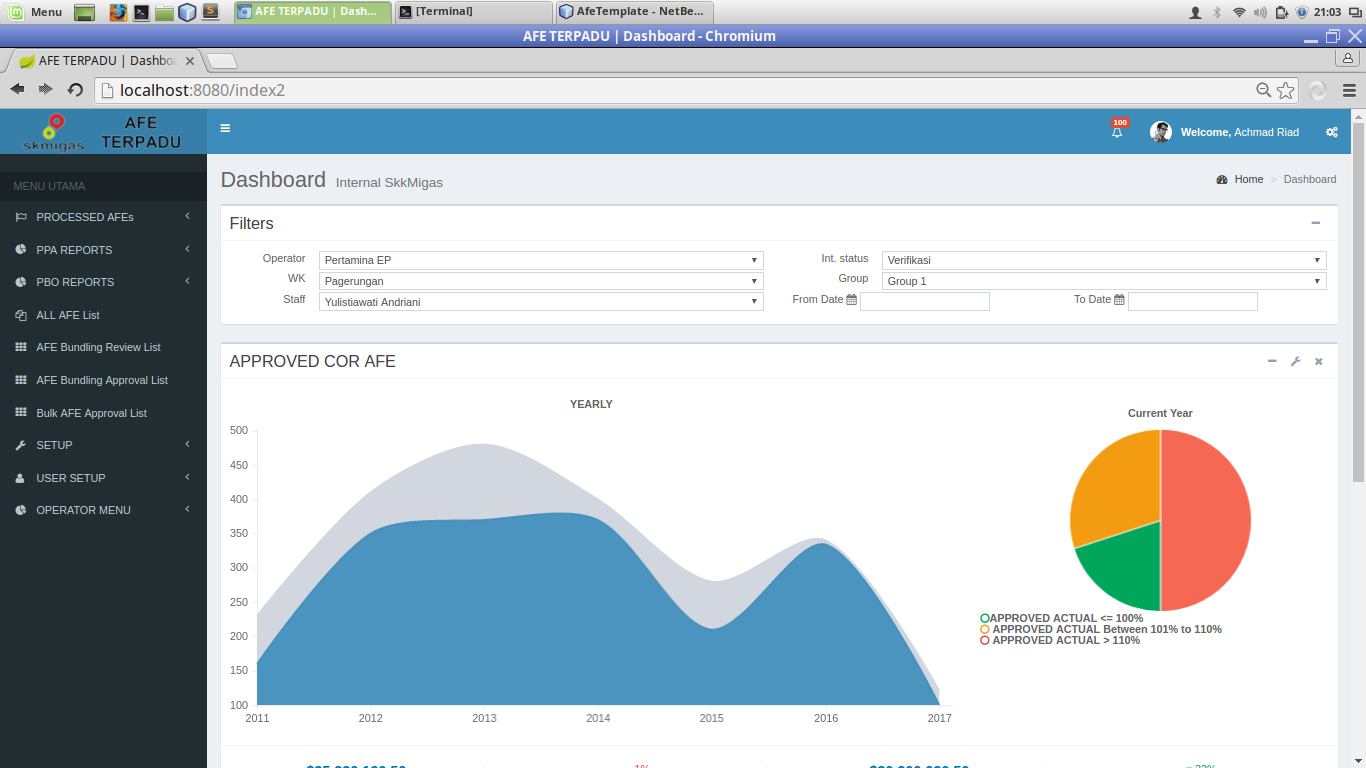 Menu
AFE TERPADU | Dash...
[Terminal]
AfeTemplate - NetBe...
21:03
AFE TERPADU | Dashboard - Chromium
AFE TERPADU | Dashbo
localhost:8080/index2
skmigas
AFE TERPADU
100
Welcome, Achmad Riad
MENU UTAMA
PROCESSED AFEs
PPA REPORTS
PBO REPORTS
ALL AFE List
AFE Bundling Review List
AFE Bundling Approval List
Bulk AFE Approval List
SETUP
USER SETUP
OPERATOR MENU
Dashboard Internal SkkMigas
Home > Dashboard
Filters
Operator Pertamina EP Int. status Verifikasi
WK Pagerungan Group Group 1
Staff Yulistiawati Andriani From Date To Date
APPROVED COR AFE
YEARLY
500
450
400
350
300
250
200
150
100
2011 2012 2013 2014 2015 2016 2017
Current Year
APPROVED ACTUAL <= 100%
APPROVED ACTUAL Between 101% to 110%
APPROVED ACTUAL > 110%